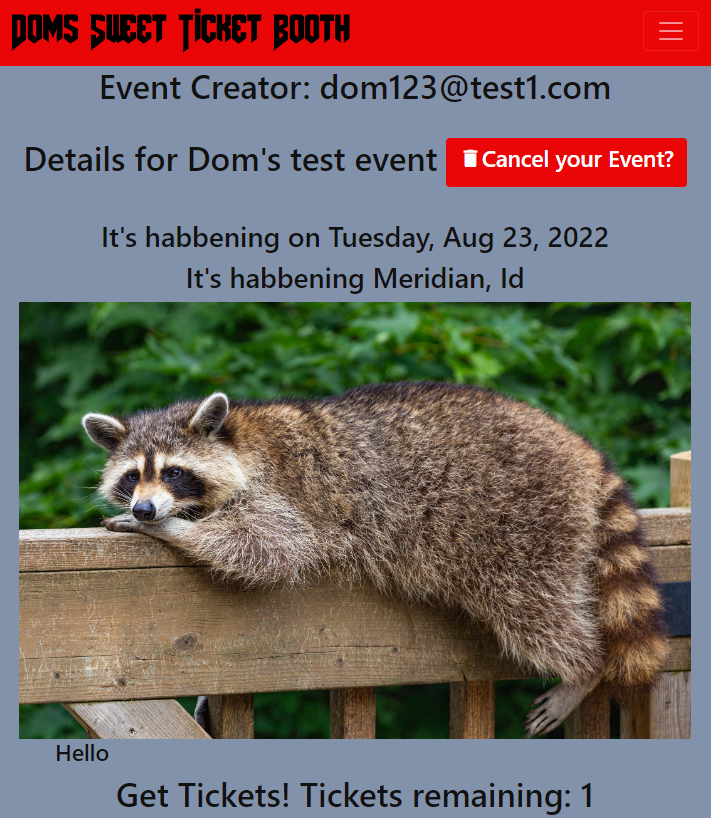 Doms Sweet Ticket Booth
Event Creator: dom123@test1.com
Details for Dom's test event Cancel your Event?
It's habbening on Tuesday, Aug 23, 2022
It's habbening Meridian, Id
Hello
Get Tickets! Tickets remaining: 1